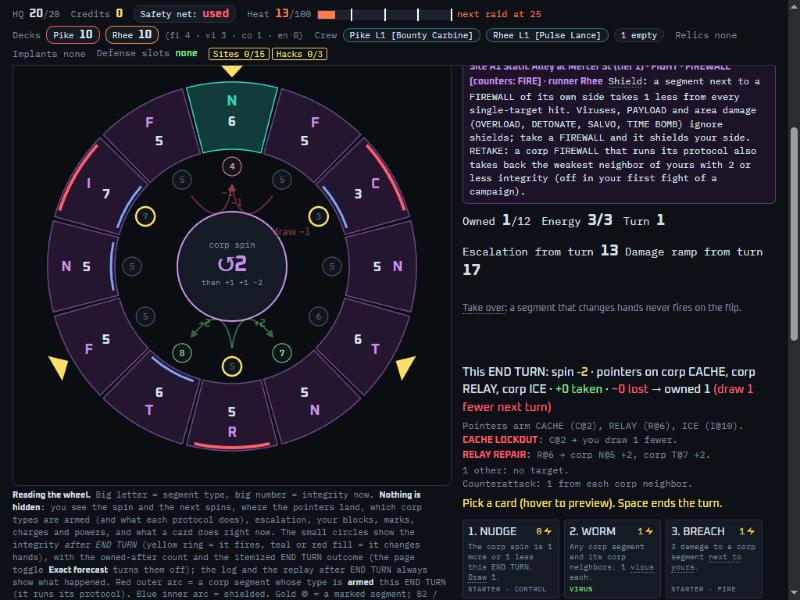 HQ 20/20 Credits 0 Safety net: used Heat 13/100 next raid at 25
Decks Pike 10 Rhee 10 (fi 4 · vi 3 · co 1 · en 0) Crew Pike L1 [Bounty Carbine] Rhee L1 [Pulse Lance] 1 empty Relics none
Implants none Defense slots none Sites 0/15 Hacks 0/3
N
6
F
5
F
5
I
7
3
C
N 5
5 N
F
5
6
T
6
T
5
N
5
R
4
5
5
7
3
5
5
5
6
8
7
5
-1
draw -1
+2
+2
corp spin
↺2
then +1 +1 -2
Site A1 Static Alley at Mercer St (tier 1) · FIGHT · FIREWALL
[counters: FIRE] · runner Rhee Shield: a segment next to a
FIREWALL of its own side takes 1 less from every
single-target hit. Viruses, PAYLOAD and area damage
(OVERLOAD, DETONATE, SALVO, TIME BOMB) ignore
shields; take a FIREWALL and it shields your side.
RETAKE: a corp FIREWALL that runs its protocol also
takes back the weakest neighbor of yours with 2 or
less integrity (off in your first fight of a
campaign).
Owned 1/12 Energy 3/3 Turn 1
Escalation from turn 13 Damage ramp from turn
17
Take over: a segment that changes hands never fires on the flip.
This END TURN: spin -2 · pointers on corp CACHE, corp
RELAY, corp ICE · +0 taken · −0 lost → owned 1 (draw 1
fewer next turn)
Pointers arm CACHE (C@2), RELAY (R@6), ICE (I@10).
CACHE LOCKOUT: C@2 → you draw 1 fewer.
RELAY REPAIR: R@6 → corp N@5 +2, corp T@7 +2.
1 other: no target.
Counterattack: 1 from each corp neighbor.
Pick a card (hover to preview). Space ends the turn.
1. NUDGE 0⚡
The corp spin is 1
more or 1 less
this END TURN.
Draw 1.
STARTER · CONTROL
2. WORM 1⚡
Any corp segment
and its corp
neighbors: 1 virus
each.
VIRUS
3. BREACH 1⚡
3 damage to a corp
segment next to
yours.
STARTER · FIRE
Reading the wheel. Big letter = segment type, big number = integrity now. Nothing is
hidden: you see the spin and the next spins, where the pointers land, which corp
types are armed (and what each protocol does), escalation, your blocks, marks,
charges and powers, and what a card does right now. The small circles show the
integrity after END TURN (yellow ring = it fires, teal or red fill = it changes
hands), with the owned-after count and the itemized END TURN outcome (the page
toggle Exact forecast turns them off); the log and the replay after END TURN always
show what happened. Red outer arc = a corp segment whose type is armed this END TURN
(it runs its protocol). Blue inner arc = shielded. Gold © = a marked segment; B2 /